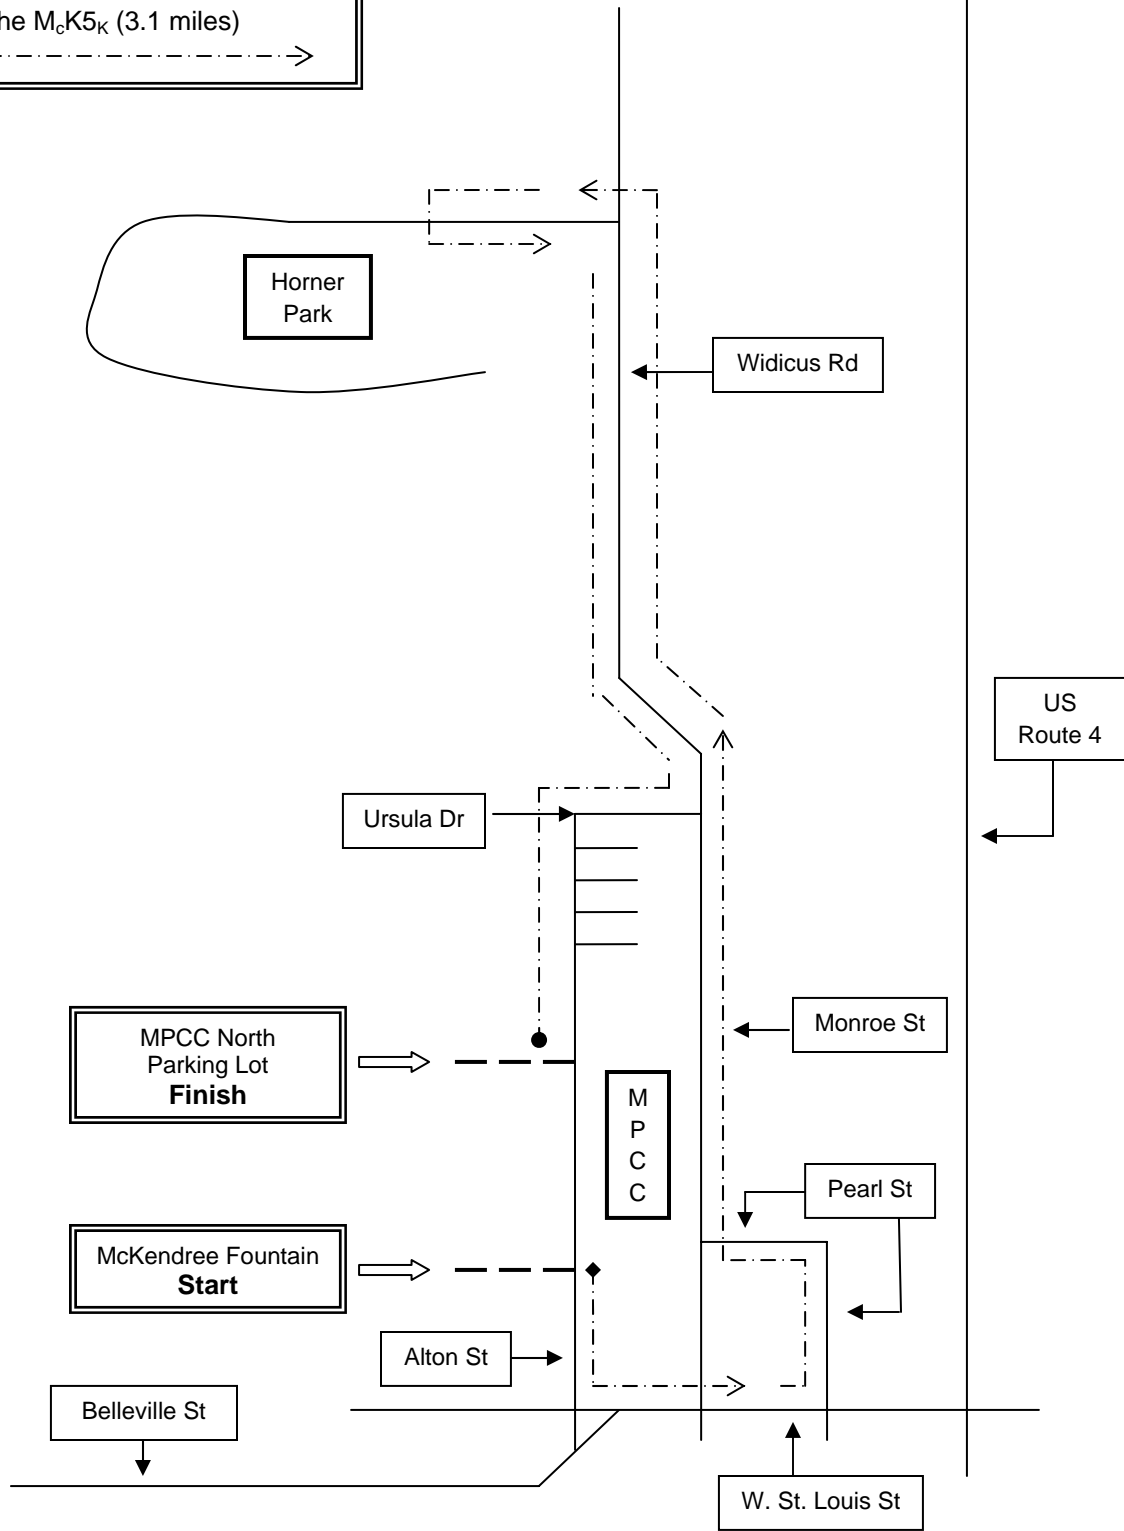 he McK5K (3.1 miles)
Horner
Park
Widicus Rd
US
Route 4
Ursula Dr
MPCC North
Parking Lot
Finish
Monroe St
M
P
C
C
Pearl St
McKendree Fountain
Start
Alton St
Belleville St
W. St. Louis St